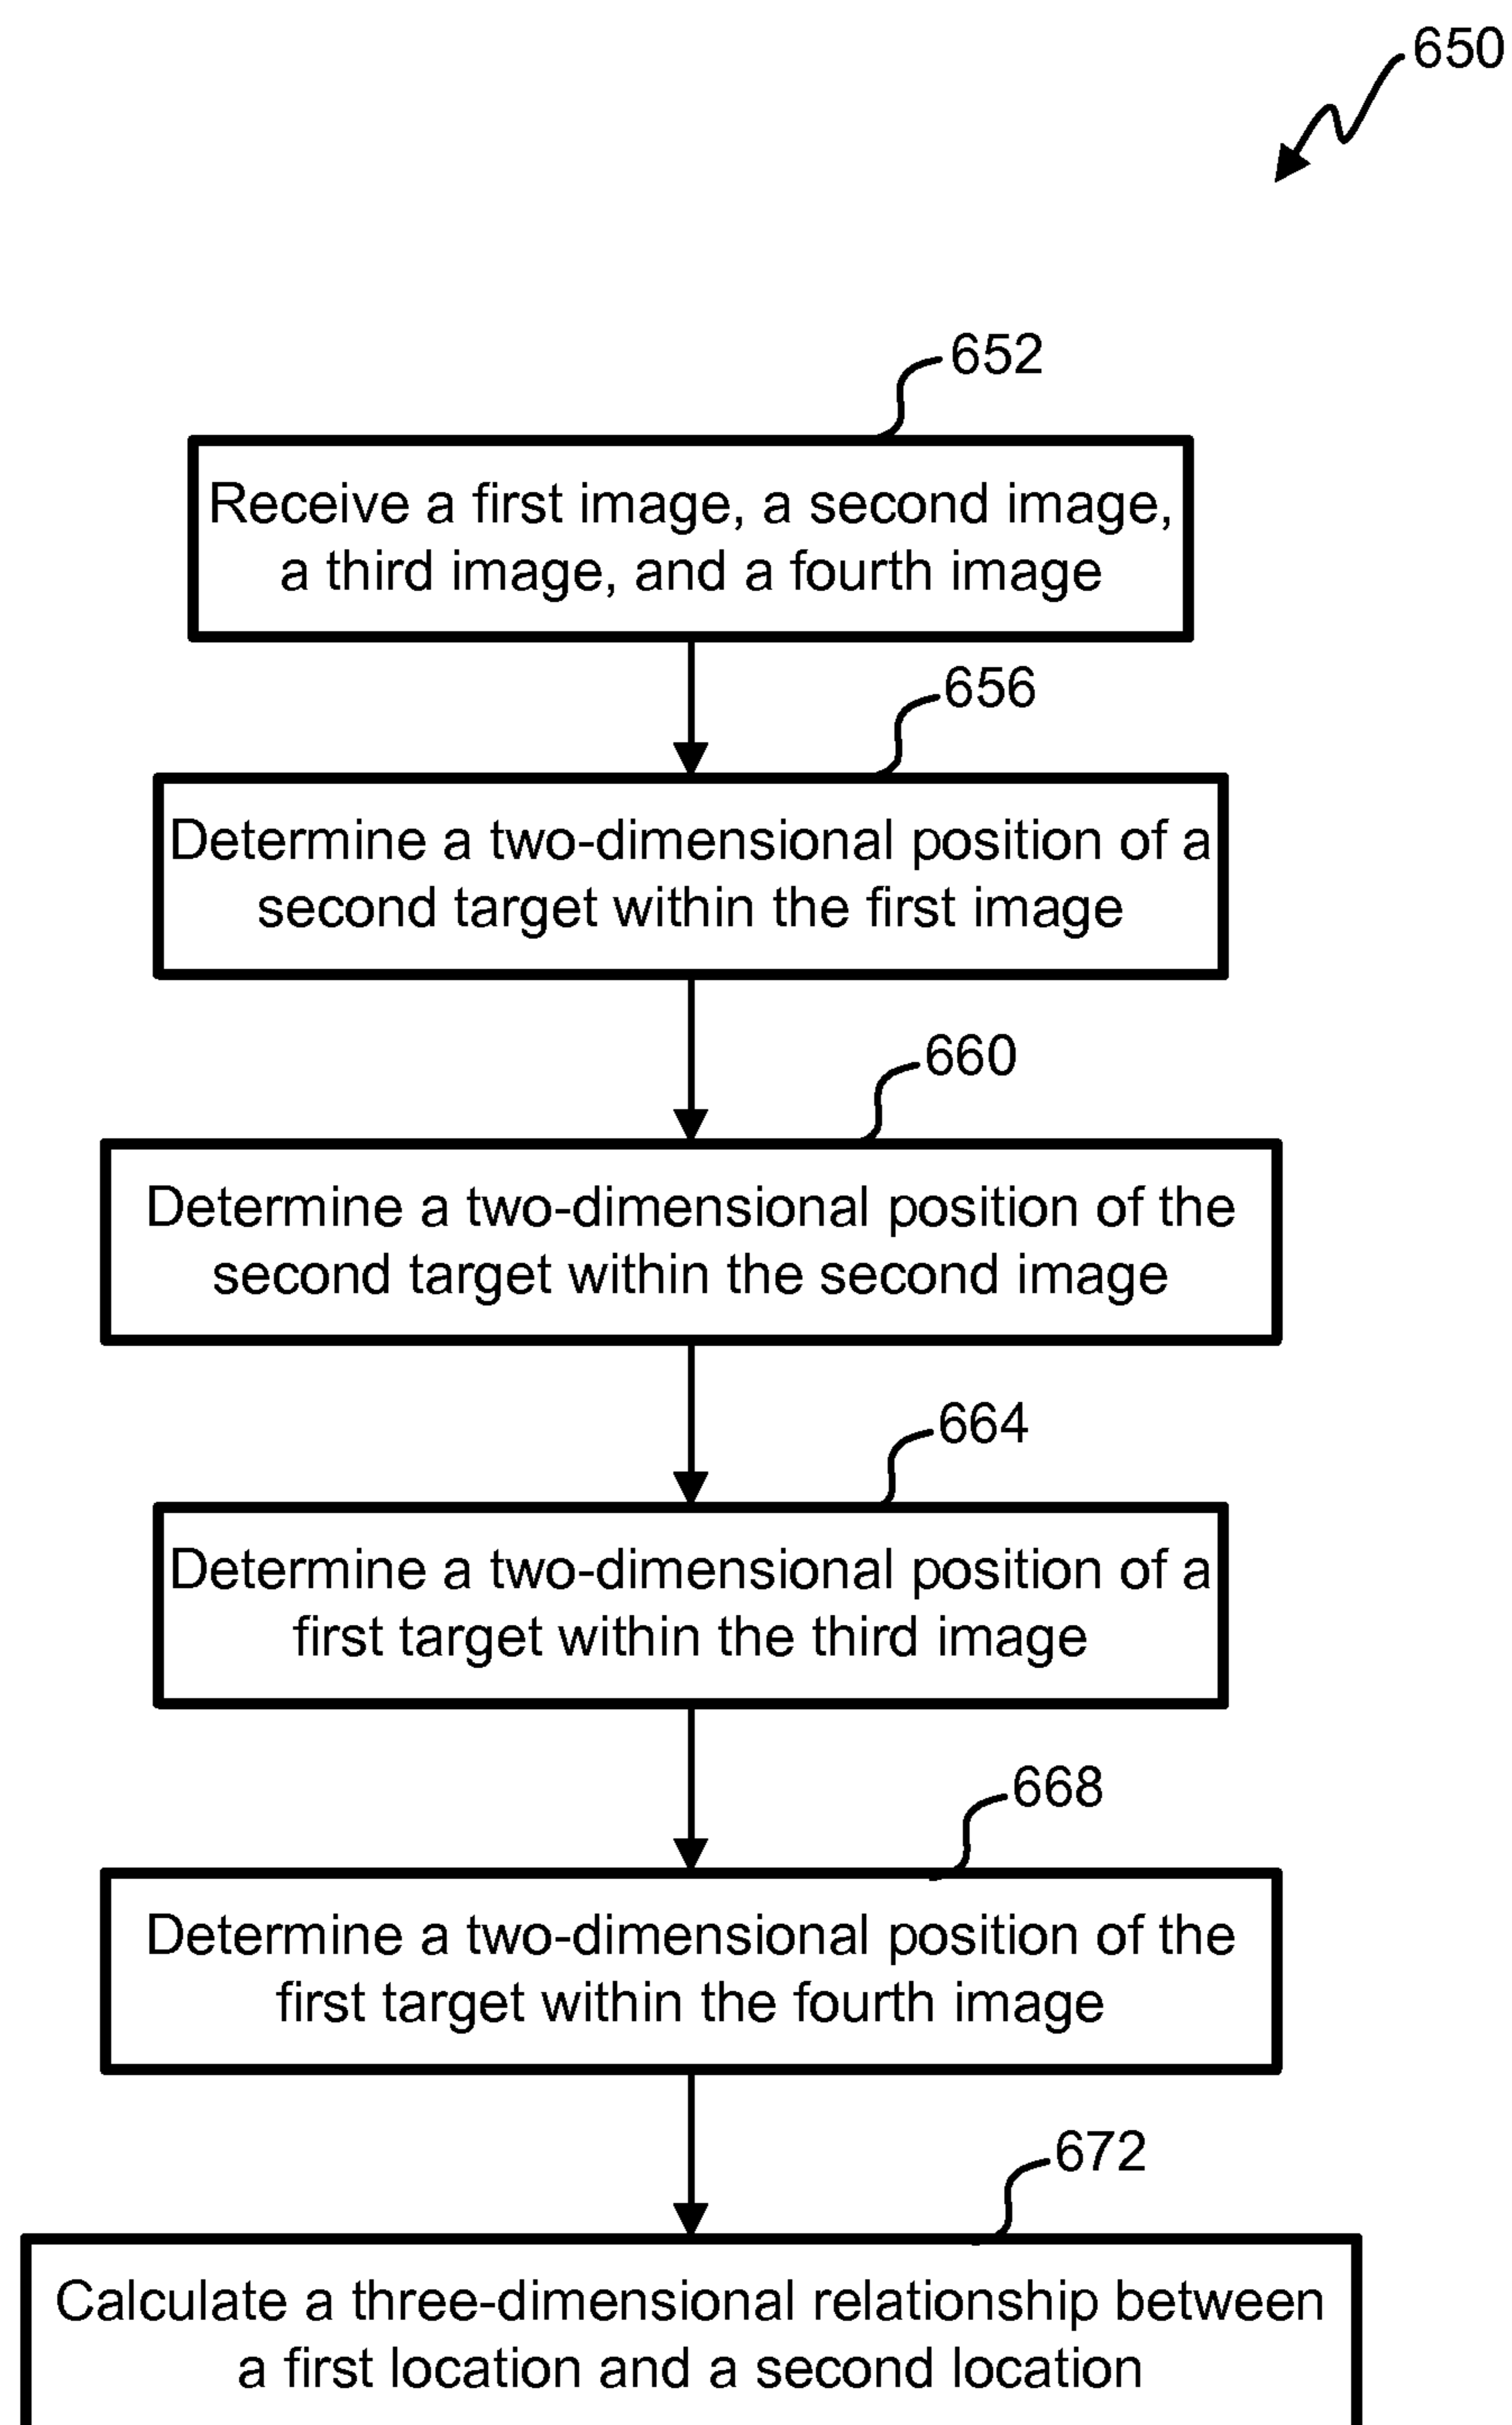 650
652
Receive a first image, a second image,
a third image, and a fourth image
656
Determine a two-dimensional position of a
second target within the first image
660
Determine a two-dimensional position of the
second target within the second image
664
Determine a two-dimensional position of a
first target within the third image
668
Determine a two-dimensional position of the
first target within the fourth image
672
Calculate a three-dimensional relationship between
a first location and a second location